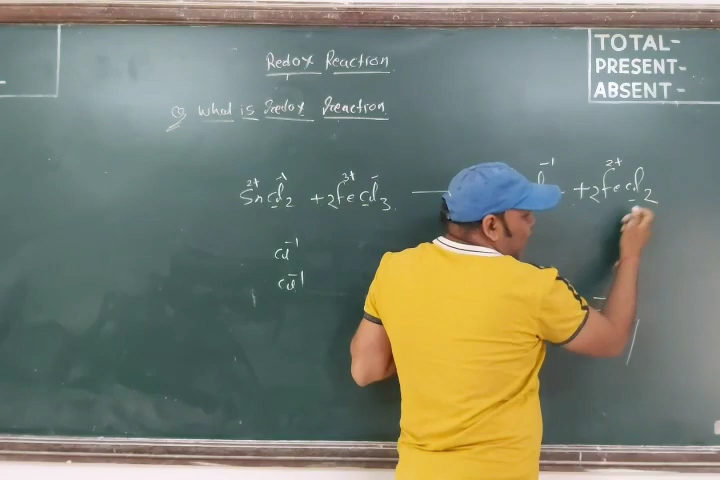 Redox Reaction
TOTAL-
PRESENT-
ABSENT-
Q What is Redox Reaction
2+ -1 3+ - -1 2+
SnCl2 + 2FeCl3 — l + 2FeCl2
Cl-1
Cl-1